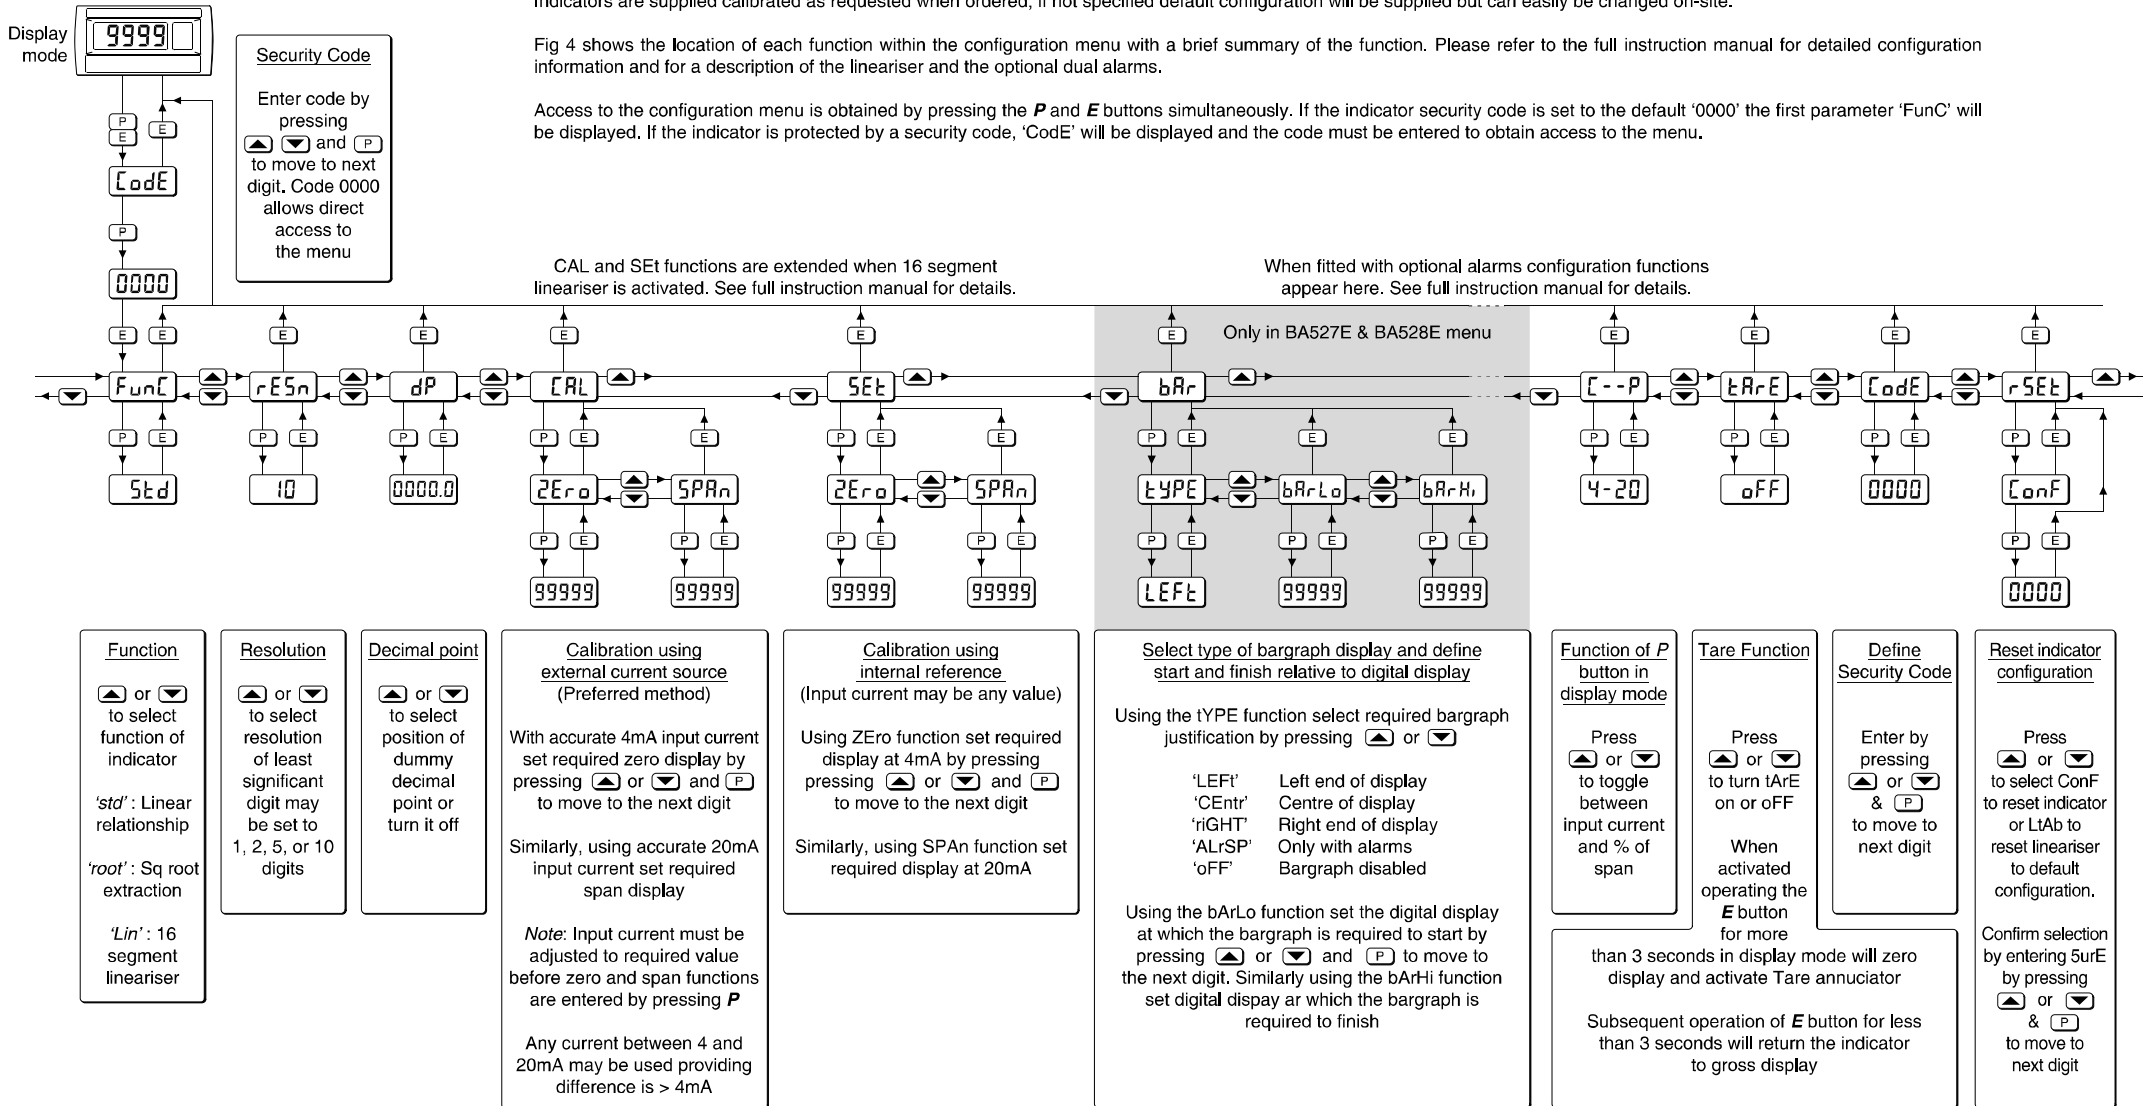 Indicators are supplied calibrated as requested when ordered, if not specified default configuration will be supplied but can easily be changed on-site.
Fig 4 shows the location of each function within the configuration menu with a brief summary of the function. Please refer to the full instruction manual for detailed configuration
information and for a description of the lineariser and the optional dual alarms.
Access to the configuration menu is obtained by pressing the P and E buttons simultaneously. If the indicator security code is set to the default '0000' the first parameter 'FunC' will
be displayed. If the indicator is protected by a security code, 'CodE' will be displayed and the code must be entered to obtain access to the menu.
Display
mode
9999
Security Code
Enter code by
pressing
and P
to move to next
digit. Code 0000
allows direct
access to
the menu
P
E
E
CodE
P
0000
CAL and SEt functions are extended when 16 segment
lineariser is activated. See full instruction manual for details.
When fitted with optional alarms configuration functions
appear here. See full instruction manual for details.
Only in BA527E & BA528E menu
E E E E E E E E E E E
FunC rESn dP CAL SEt bAr C--P tArE CodE rSEt
P E P E P E P E E P E E P E E E P E P E P E P E
Std 10 0000.0 ZEro SPAn ZEro SPAn tYPE bArLo bArHi 4-20 oFF 0000 ConF
P E P E P E P E P E P E P E P E
99999 99999 99999 99999 LEFt 99999 99999 0000
Function
or
to select
function of
indicator
'std' : Linear
relationship
'root' : Sq root
extraction
'Lin' : 16
segment
lineariser
Resolution
or
to select
resolution
of least
significant
digit may
be set to
1, 2, 5, or 10
digits
Decimal point
or
to select
position of
dummy
decimal
point or
turn it off
Calibration using
external current source
(Preferred method)
With accurate 4mA input current
set required zero display by
pressing or and P
to move to the next digit
Similarly, using accurate 20mA
input current set required
span display
Note: Input current must be
adjusted to required value
before zero and span functions
are entered by pressing P
Any current between 4 and
20mA may be used providing
difference is > 4mA
Calibration using
internal reference
(Input current may be any value)
Using ZEro function set required
display at 4mA by pressing
pressing or and P
to move to the next digit
Similarly, using SPAn function set
required display at 20mA
Select type of bargraph display and define
start and finish relative to digital display
Using the tYPE function select required bargraph
justification by pressing or
'LEFt' Left end of display
'CEntr' Centre of display
'riGHT' Right end of display
'ALrSP' Only with alarms
'oFF' Bargraph disabled
Using the bArLo function set the digital display
at which the bargraph is required to start by
pressing or and P to move to
the next digit. Similarly using the bArHi function
set digital dispay ar which the bargraph is
required to finish
Function of P
button in
display mode
Press
or
to toggle
between
input current
and % of
span
Tare Function
Press
or
to turn tArE
on or oFF
When
activated
operating the
E button
for more
than 3 seconds in display mode will zero
display and activate Tare annuciator
Subsequent operation of E button for less
than 3 seconds will return the indicator
to gross display
Define
Security Code
Enter by
pressing
or
& P
to move to
next digit
Reset indicator
configuration
Press
or
to select ConF
to reset indicator
or LtAb to
reset lineariser
to default
configuration.
Confirm selection
by entering 5urE
by pressing
or
& P
to move to
next digit